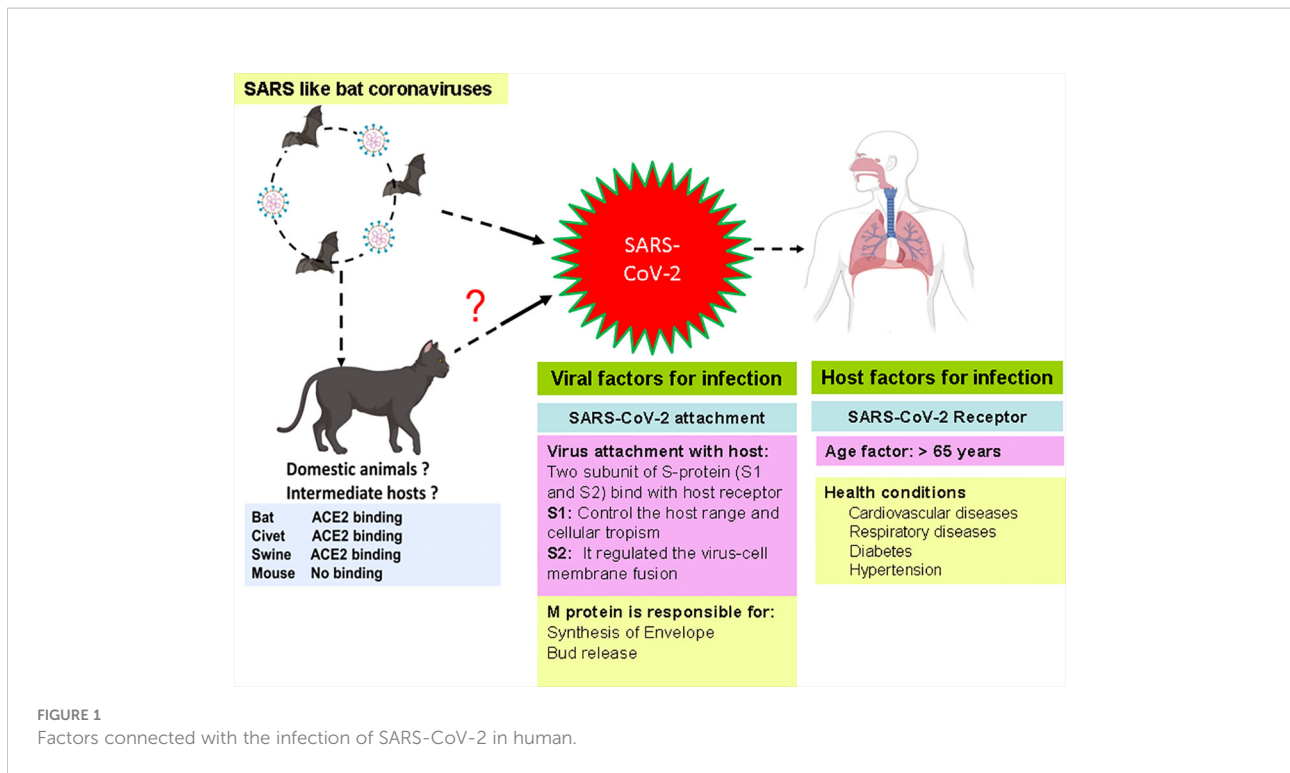 SARS like bat coronaviruses
SARS-
CoV-2
?
Domestic animals ?
Intermediate hosts ?
Bat ACE2 binding
Civet ACE2 binding
Swine ACE2 binding
Mouse No binding
Viral factors for infection
SARS-CoV-2 attachment
Virus attachment with host:
Two subunit of S-protein (S1
and S2) bind with host receptor
S1: Control the host range and
cellular tropism
S2: It regulated the virus-cell
membrane fusion
M protein is responsible for:
Synthesis of Envelope
Bud release
Host factors for infection
SARS-CoV-2 Receptor
Age factor: > 65 years
Health conditions
Cardiovascular diseases
Respiratory diseases
Diabetes
Hypertension
FIGURE 1
Factors connected with the infection of SARS-CoV-2 in human.